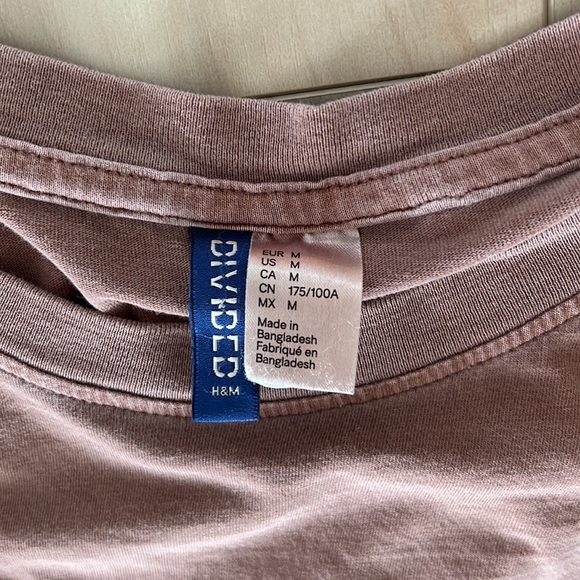 DIVIDED
H&M
EUR M
US M
CA M
CN 175/100A
MX M
Made in
Bangladesh
Fabriqué en
Bangladesh